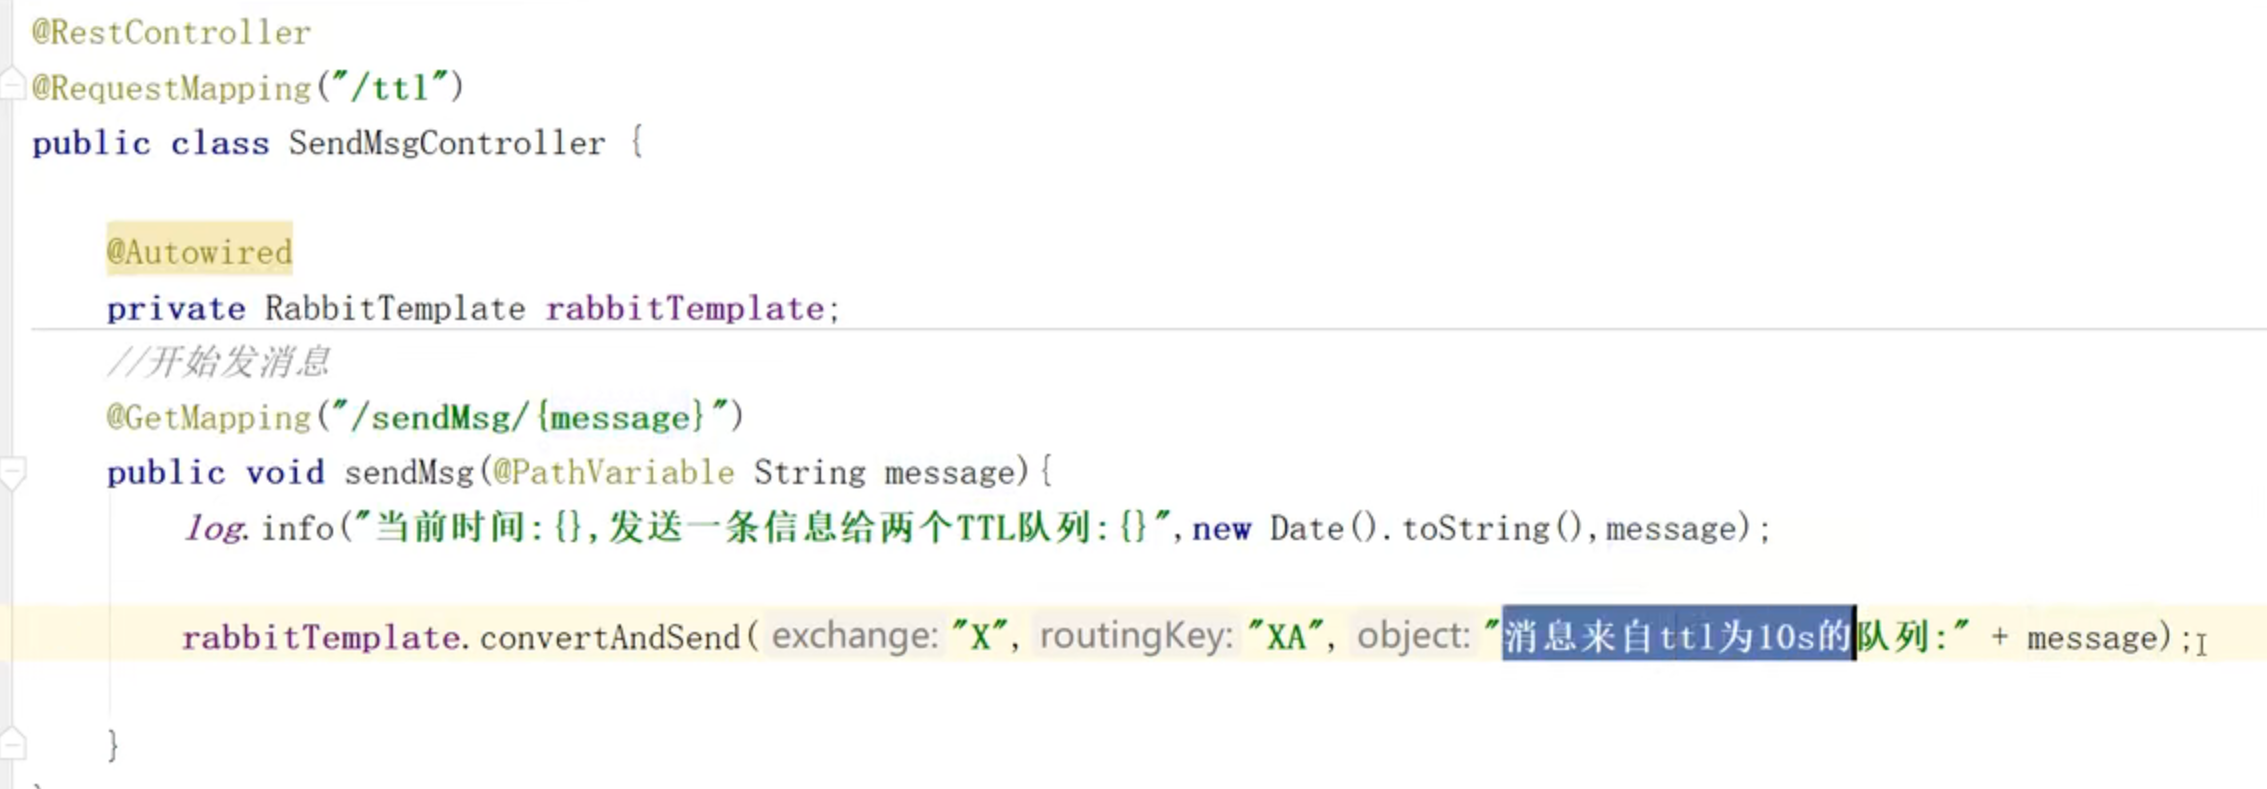 @RestController
@RequestMapping("/ttl")
public class SendMsgController {
@Autowired
private RabbitTemplate rabbitTemplate;
//开始发消息
@GetMapping("/sendMsg/{message}")
public void sendMsg(@PathVariable String message){
log.info("当前时间:{},发送一条信息给两个TTL队列:{}",new Date().toString(),message);
rabbitTemplate.convertAndSend( exchange: "X", routingKey: "XA", object: "消息来自ttl为10s的队列:" + message);
}